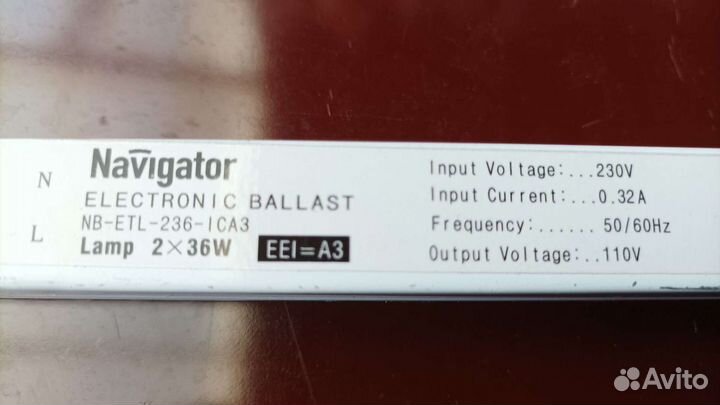 N
L
Navigator
ELECTRONIC BALLAST
NB-ETL-236-ICA3
Lamp 2×36W EEI=A3
Input Voltage:...230V
Input Current:...0.32A
Frequency:...... 50/60Hz
Output Voltage:..110V
Avito